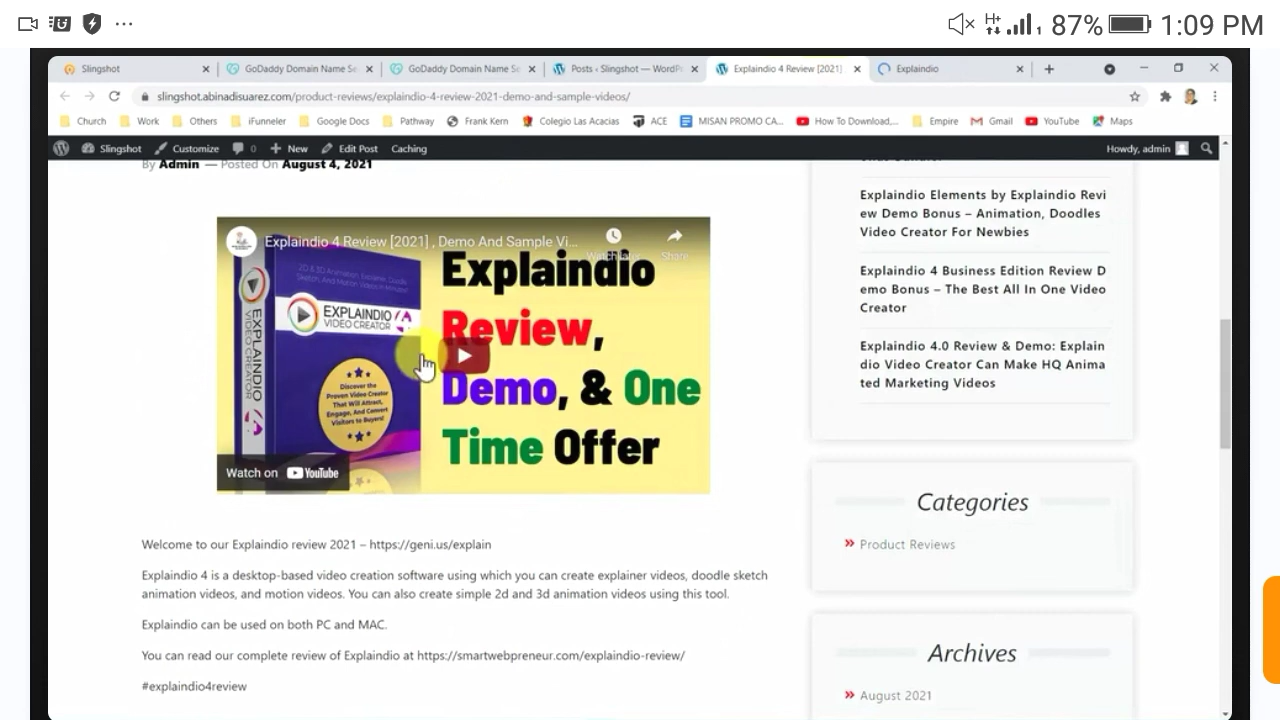 87% 1:09 PM
Slingshot
GoDaddy Domain Name Se
GoDaddy Domain Name Se
Posts ‹ Slingshot — WordPr
Explaindio 4 Review [2021]
Explaindio
slingshot.abinadisuarez.com/product-reviews/explaindio-4-review-2021-demo-and-sample-videos/
Church Work Others iFunneler Google Docs Pathway Frank Kern Colegio Las Acacias ACE MISAN PROMO CA... How To Download,... Empire Gmail YouTube Maps
Slingshot Customize 0 New Edit Post Caching Howdy, admin
By Admin — Posted On August 4, 2021
Explaindio 4 Review [2021] , Demo And Sample Vi...
Watch later Share
2D & 3D Animation, Explainer, Doodle
Sketch, And Motion Videos In Minutes!
EXPLAINDIO
VIDEO CREATOR
EXPLAINDIO
VIDEO CREATOR
Discover the
Proven Video Creator
That Will Attract,
Engage, And Convert
Visitors to Buyers!
Explaindio
Review,
Demo, & One
Time Offer
Watch on YouTube
Welcome to our Explaindio review 2021 – https://geni.us/explain
Explaindio 4 is a desktop-based video creation software using which you can create explainer videos, doodle sketch
animation videos, and motion videos. You can also create simple 2d and 3d animation videos using this tool.
Explaindio can be used on both PC and MAC.
You can read our complete review of Explaindio at https://smartwebpreneur.com/explaindio-review/
#explaindio4review
Explaindio Elements by Explaindio Revi
ew Demo Bonus – Animation, Doodles
Video Creator For Newbies
Explaindio 4 Business Edition Review D
emo Bonus – The Best All In One Video
Creator
Explaindio 4.0 Review & Demo: Explain
dio Video Creator Can Make HQ Anima
ted Marketing Videos
Categories
Product Reviews
Archives
August 2021